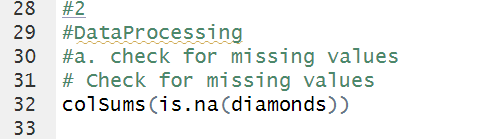 28 #2
29 #DataProcessing
30 #a. check for missing values
31 # Check for missing values
32 colSums(is.na(diamonds))
33